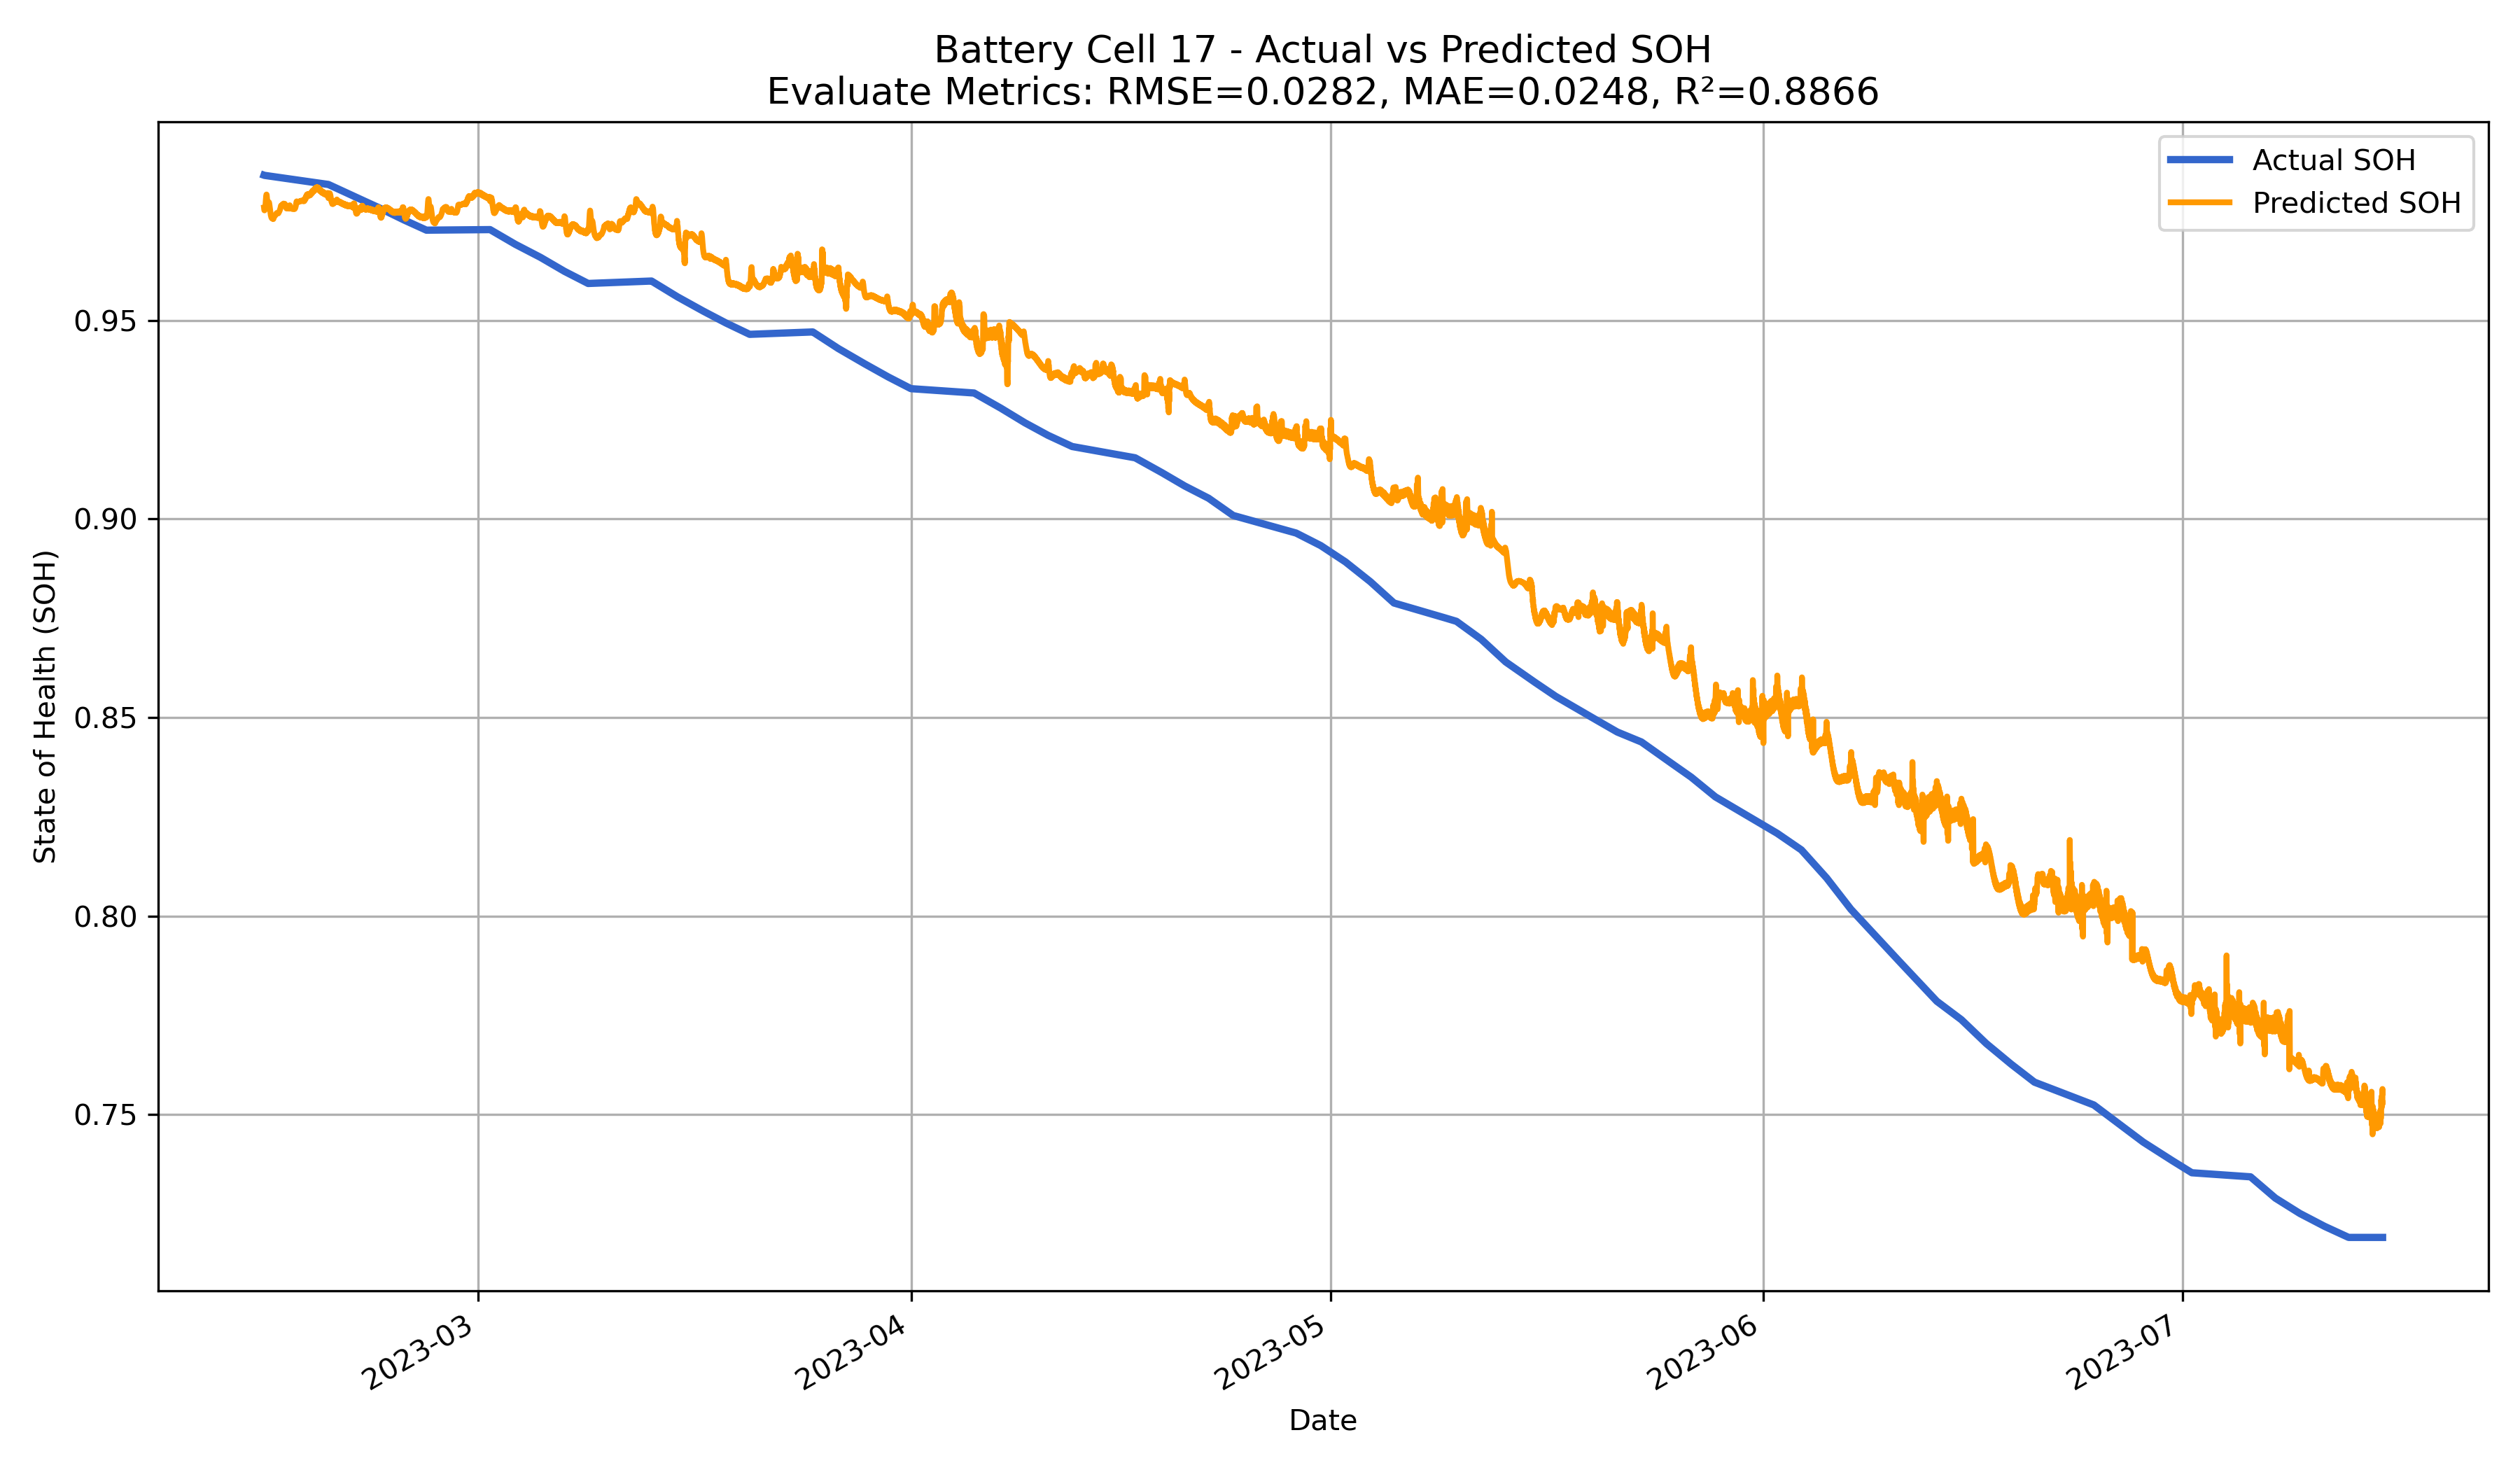 Battery Cell 17 - Actual vs Predicted SOH
Evaluate Metrics: RMSE=0.0282, MAE=0.0248, R²=0.8866
Actual SOH
Predicted SOH
State of Health (SOH)
0.95
0.90
0.85
0.80
0.75
2023-03
2023-04
2023-05
2023-06
2023-07
Date